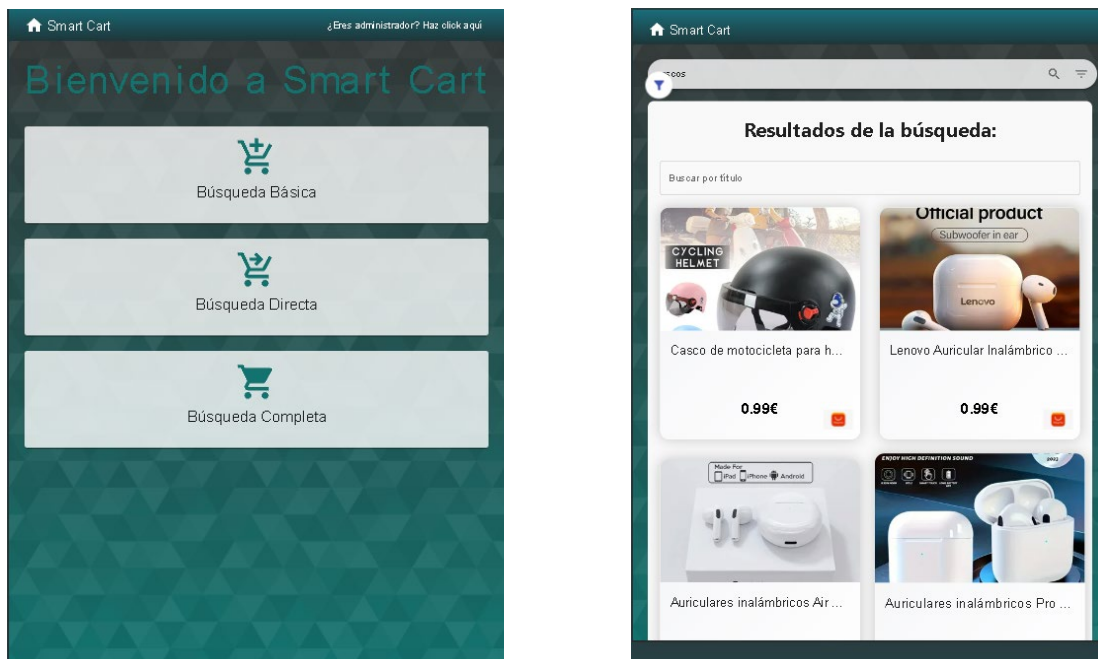 Smart Cart
¿Eres administrador? Haz click aquí
Bienvenido a Smart Cart
Búsqueda Básica
Búsqueda Directa
Búsqueda Completa
Smart Cart
Resultados de la búsqueda:
Buscar por título
CYCLING
HELMET
Casco de motocicleta para h...
0.99€
Official product
Subwoofer in ear
Lenovo
Lenovo Auricular Inalámbrico ...
0.99€
Made For
iPad iPhone Android
Auriculares inalámbricos Air ...
ENJOY HIGH DEFINITION SOUND
Auriculares inalámbricos Pro ...